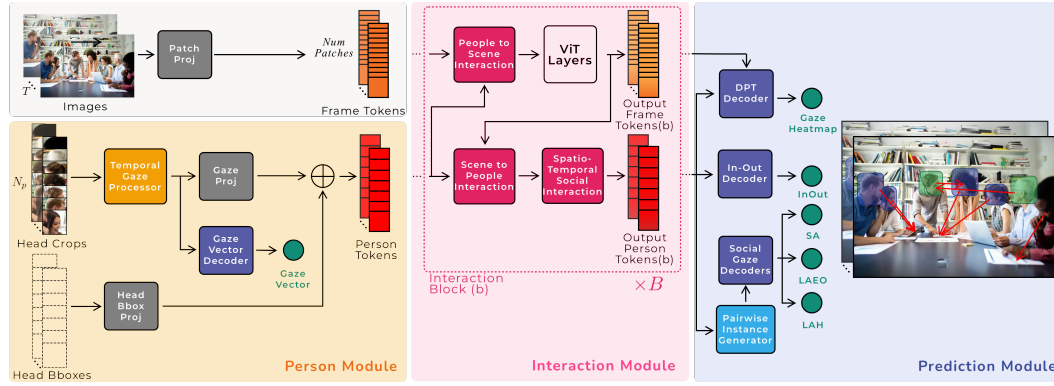 T
Images
Patch
Proj
Num
Patches
Frame Tokens
N_p
Head Crops
Temporal
Gaze
Processor
Gaze
Proj
Gaze
Vector
Decoder
Gaze
Vector
Person
Tokens
Head
Bbox
Proj
Head Bboxes
Person Module
People to
Scene
Interaction
ViT
Layers
Output
Frame
Tokens(b)
Scene to
People
Interaction
Spatio-
Temporal
Social
Interaction
Output
Person
Tokens(b)
Interaction
Block (b)
×B
Interaction Module
DPT
Decoder
Gaze
Heatmap
In-Out
Decoder
InOut
SA
Social
Gaze
Decoders
LAEO
LAH
Pairwise
Instance
Generator
Prediction Module